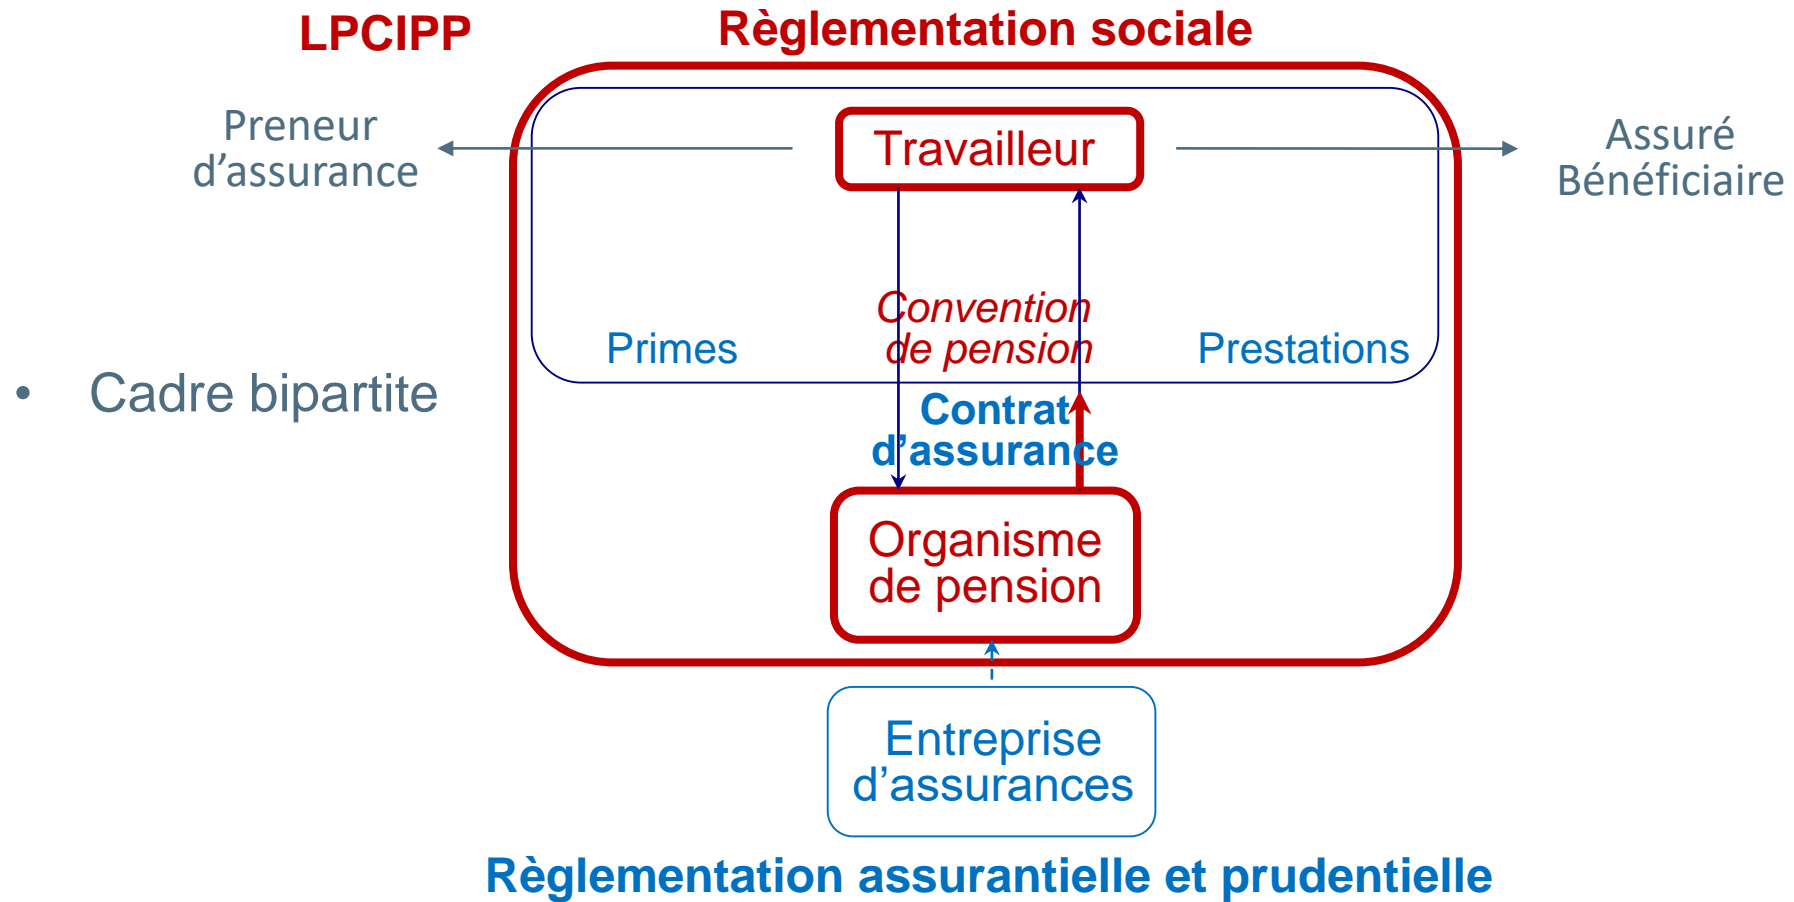 LPCIPP
Règlementation sociale
Preneur
d’assurance
Travailleur
Assuré
Bénéficiaire
Convention
de pension
Primes
Prestations
• Cadre bipartite
Contrat
d’assurance
Organisme
de pension
Entreprise
d’assurances
Règlementation assurantielle et prudentielle